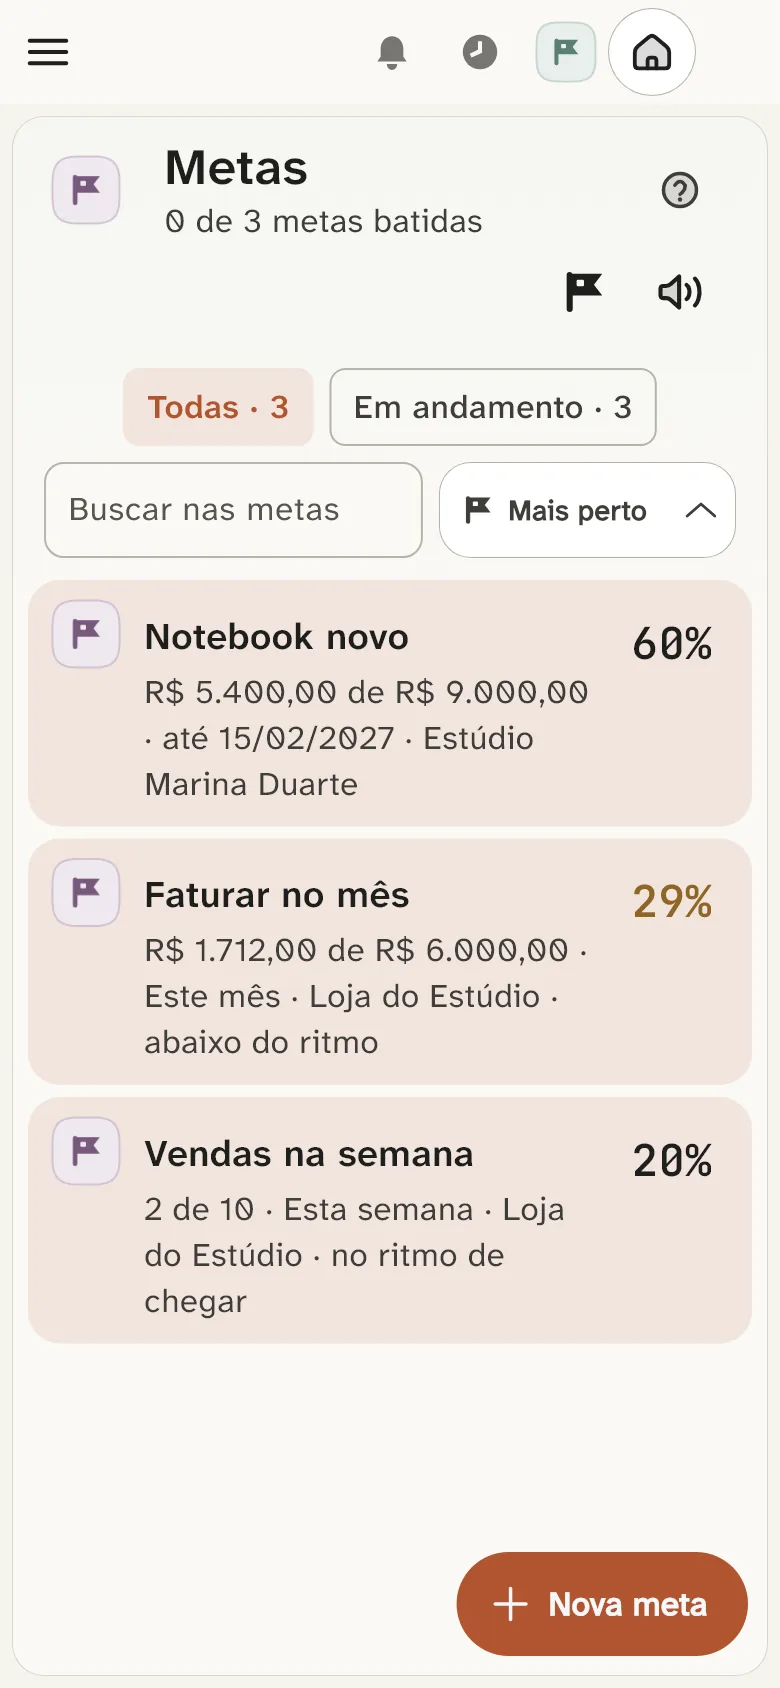 Metas
0 de 3 metas batidas
Todas · 3
Em andamento · 3
Buscar nas metas
Mais perto
Notebook novo
60%
R$ 5.400,00 de R$ 9.000,00
· até 15/02/2027 · Estúdio
Marina Duarte
Faturar no mês
29%
R$ 1.712,00 de R$ 6.000,00 ·
Este mês · Loja do Estúdio ·
abaixo do ritmo
Vendas na semana
20%
2 de 10 · Esta semana · Loja
do Estúdio · no ritmo de
chegar
Nova meta